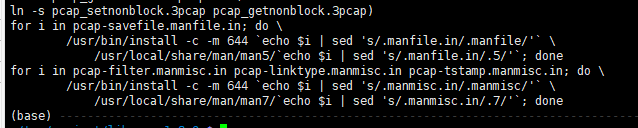 ln -s pcap_setnonblock.3pcap pcap_getnonblock.3pcap)
for i in pcap-savefile.manfile.in; do \
        /usr/bin/install -c -m 644 `echo $i | sed 's/.manfile.in/.manfile/'` \
            /usr/local/share/man/man5/`echo $i | sed 's/.manfile.in/.5/'`; done
for i in pcap-filter.manmisc.in pcap-linktype.manmisc.in pcap-tstamp.manmisc.in; do \
        /usr/bin/install -c -m 644 `echo $i | sed 's/.manmisc.in/.manmisc/'` \
            /usr/local/share/man/man7/`echo $i | sed 's/.manmisc.in/.7/'`; done
(base)